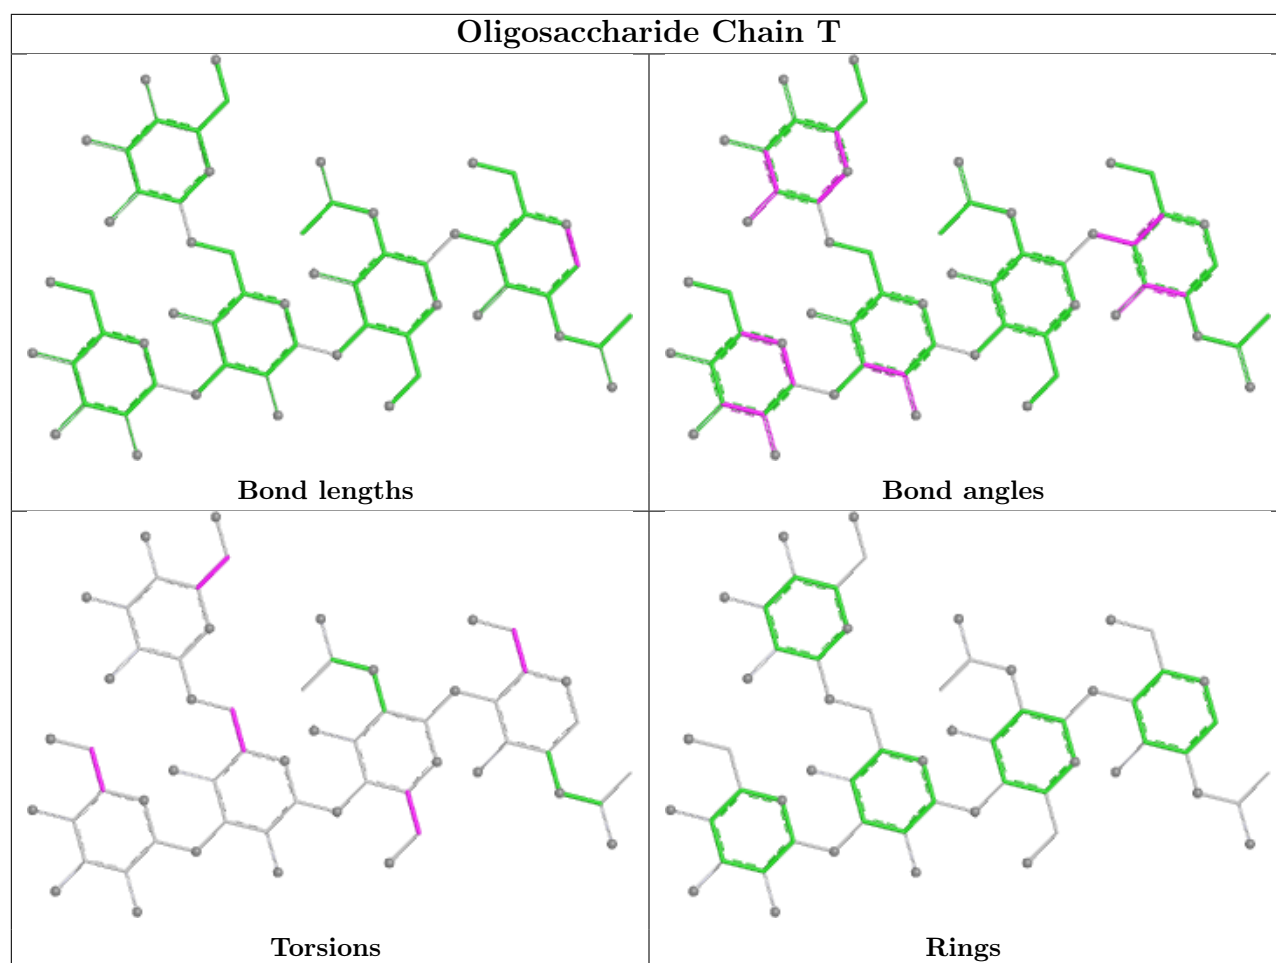 Oligosaccharide Chain T
Bond lengths
Bond angles
Torsions
Rings